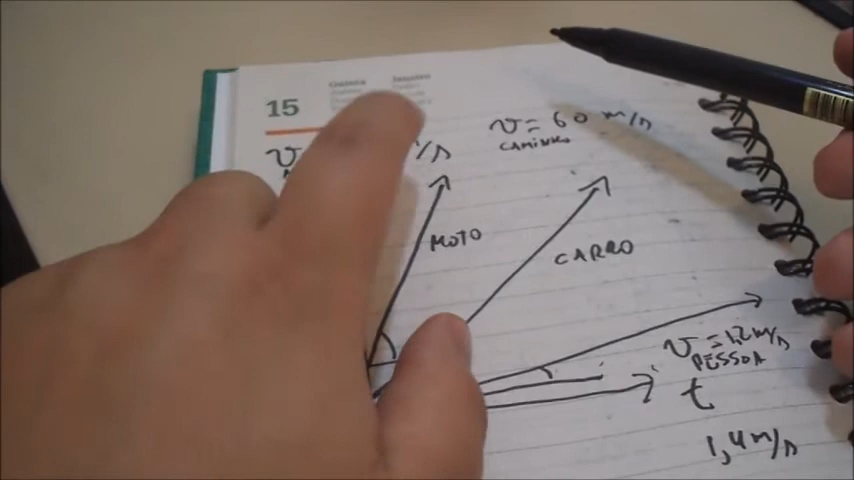 15
v = 60 m/s
CAMINHO
v
/s
MOTO
CARRO
v = 1,2 m/s
PESSOA
t
1,4 m/s